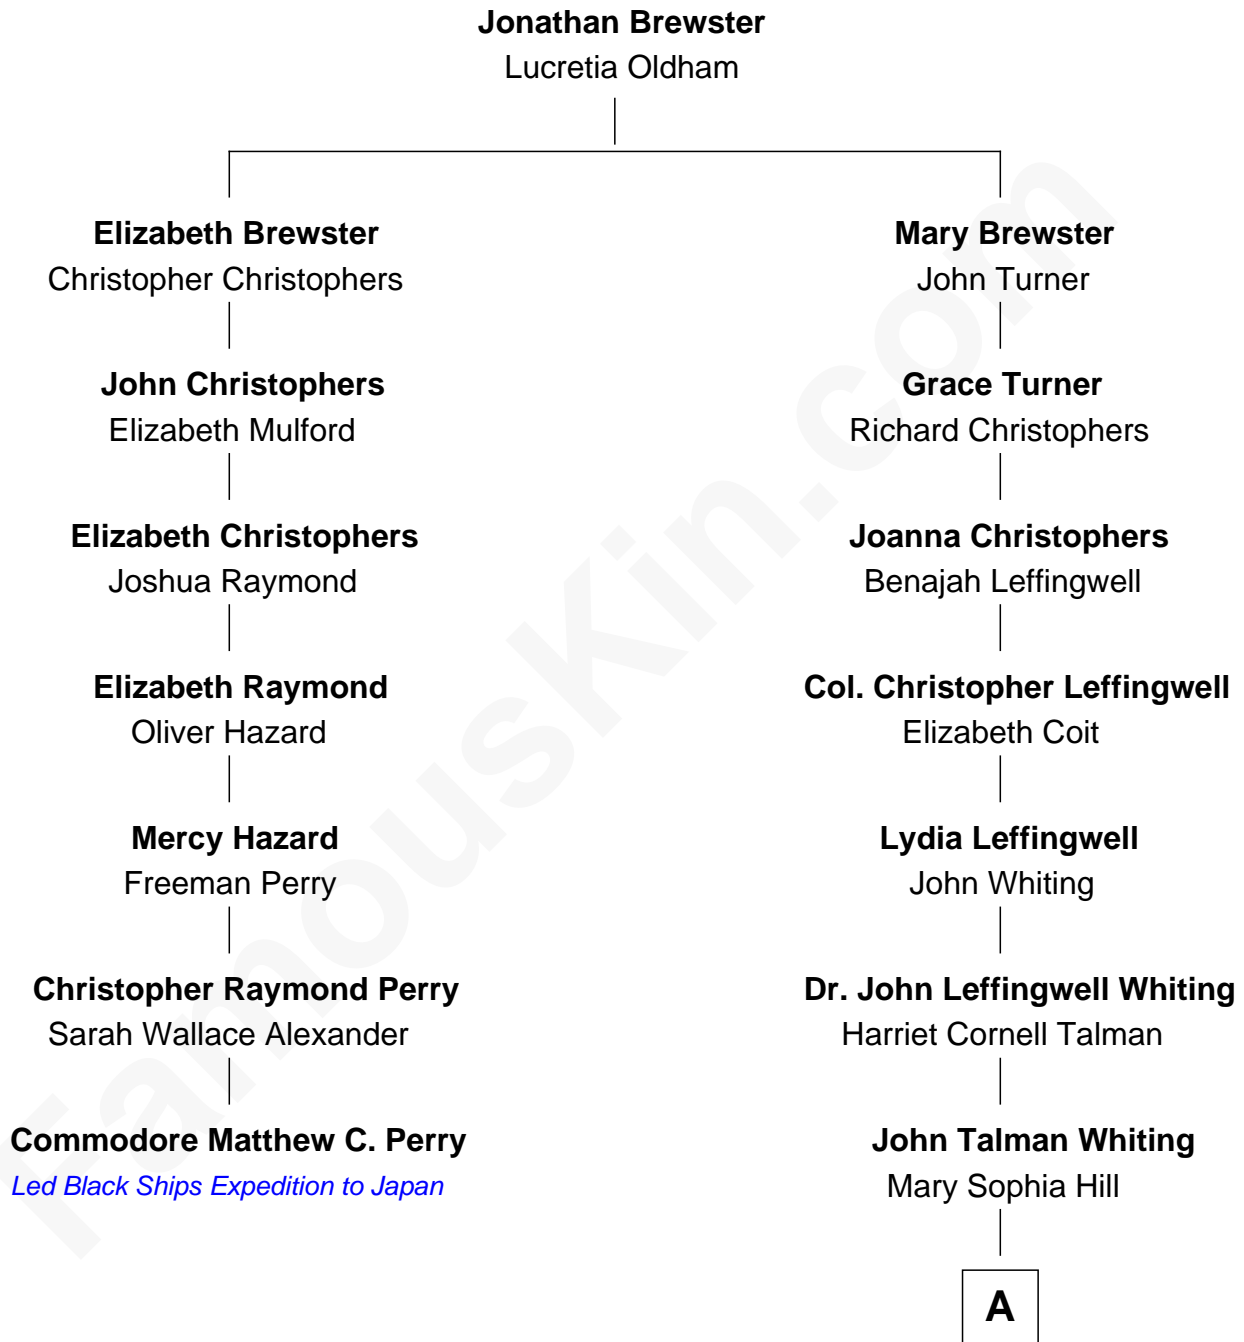 Jonathan Brewster
Lucretia Oldham
Elizabeth Brewster
Christopher Christophers
Mary Brewster
John Turner
John Christophers
Elizabeth Mulford
Grace Turner
Richard Christophers
Elizabeth Christophers
Joshua Raymond
Joanna Christophers
Benajah Leffingwell
Elizabeth Raymond
Oliver Hazard
Col. Christopher Leffingwell
Elizabeth Coit
Mercy Hazard
Freeman Perry
Lydia Leffingwell
John Whiting
Christopher Raymond Perry
Sarah Wallace Alexander
Dr. John Leffingwell Whiting
Harriet Cornell Talman
Commodore Matthew C. Perry
Led Black Ships Expedition to Japan
John Talman Whiting
Mary Sophia Hill
A
FamousKin.com